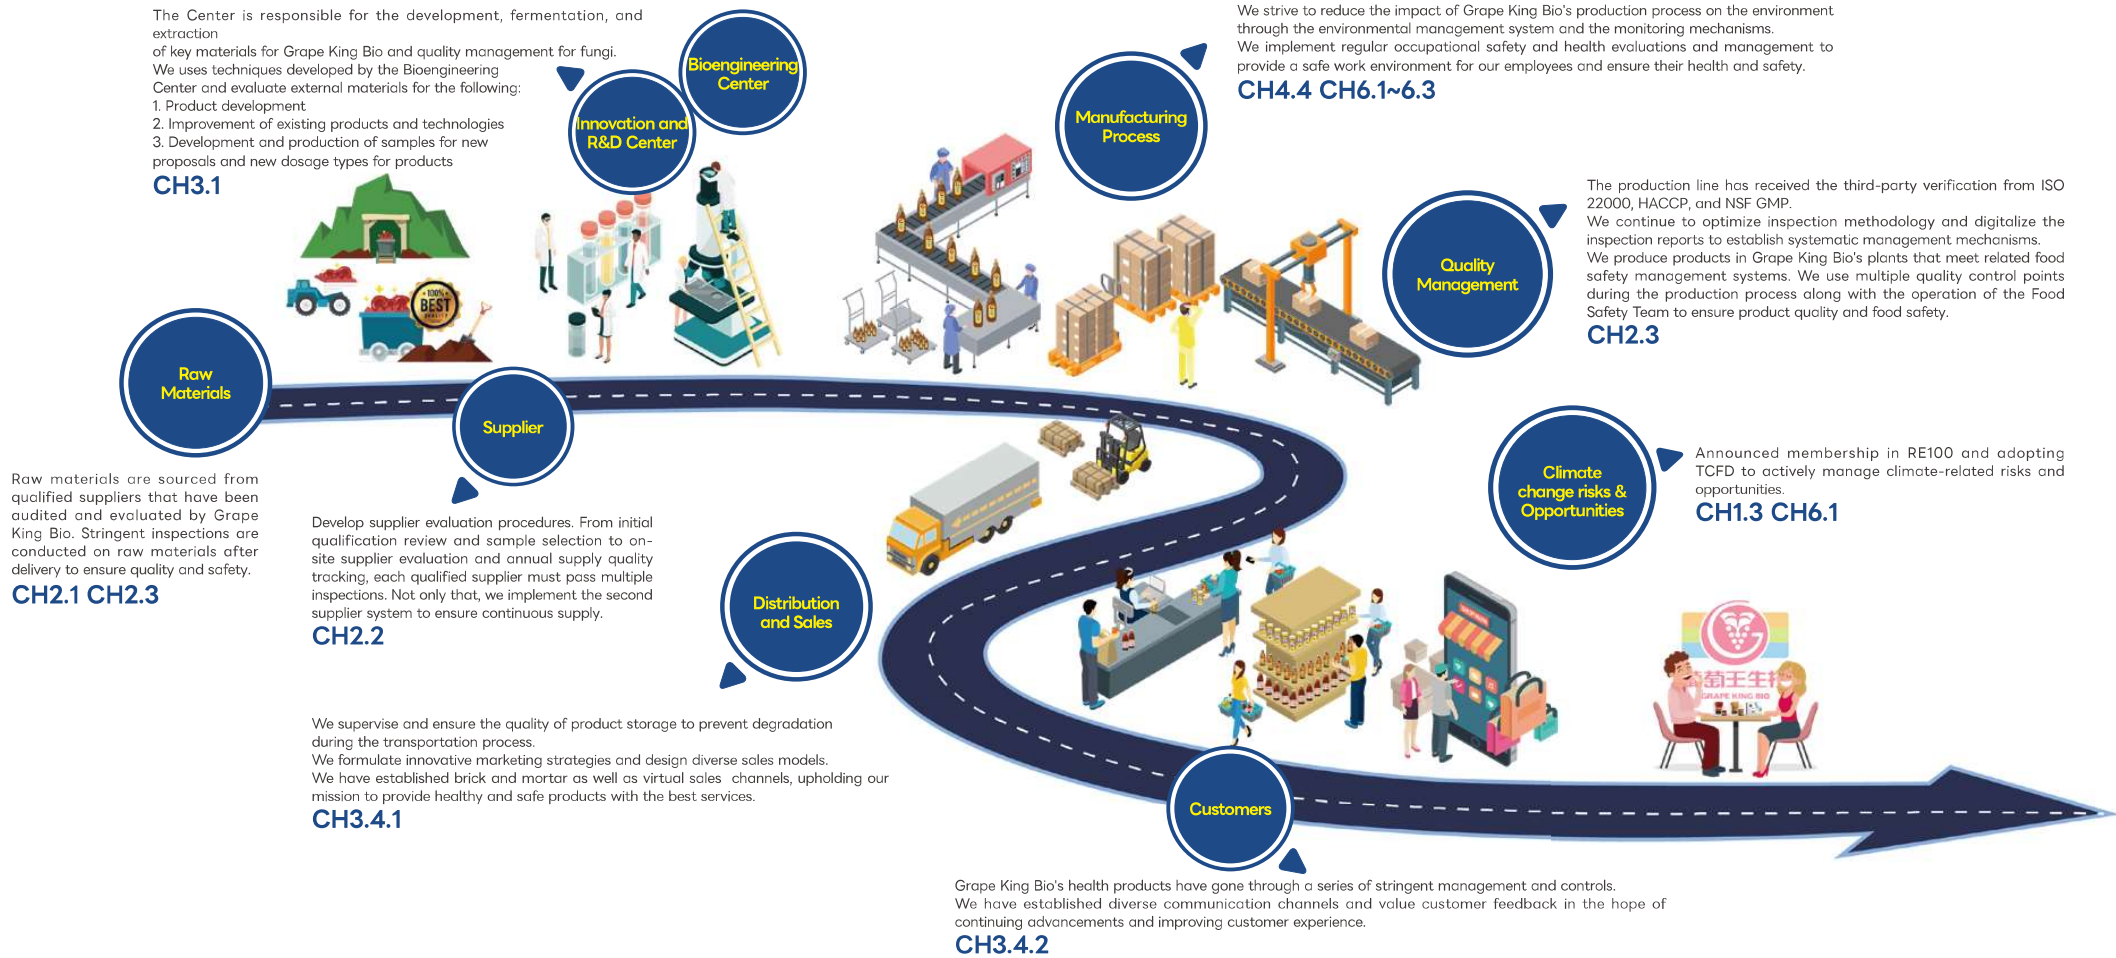 The Center is responsible for the development, fermentation, and
extraction
of key materials for Grape King Bio and quality management for fungi.
We uses techniques developed by the Bioengineering
Center and evaluate external materials for the following:
1. Product development
2. Improvement of existing products and technologies
3. Development and production of samples for new
proposals and new dosage types for products
CH3.1
Bioengineering
Center
Innovation and
R&D Center
Manufacturing
Process
We strive to reduce the impact of Grape King Bio's production process on the environment
through the environmental management system and the monitoring mechanisms.
We implement regular occupational safety and health evaluations and management to
provide a safe work environment for our employees and ensure their health and safety.
CH4.4 CH6.1~6.3
Quality
Management
The production line has received the third-party verification from ISO
22000, HACCP, and NSF GMP.
We continue to optimize inspection methodology and digitalize the
inspection reports to establish systematic management mechanisms.
We produce products in Grape King Bio's plants that meet related food
safety management systems. We use multiple quality control points
during the production process along with the operation of the Food
Safety Team to ensure product quality and food safety.
CH2.3
100%
BEST
Raw
Materials
Raw materials are sourced from
qualified suppliers that have been
audited and evaluated by Grape
King Bio. Stringent inspections are
conducted on raw materials after
delivery to ensure quality and safety.
CH2.1 CH2.3
Supplier
Develop supplier evaluation procedures. From initial
qualification review and sample selection to on-
site supplier evaluation and annual supply quality
tracking, each qualified supplier must pass multiple
inspections. Not only that, we implement the second
supplier system to ensure continuous supply.
CH2.2
Climate
change risks &
Opportunities
Announced membership in RE100 and adopting
TCFD to actively manage climate-related risks and
opportunities.
CH1.3 CH6.1
Distribution
and Sales
We supervise and ensure the quality of product storage to prevent degradation
during the transportation process.
We formulate innovative marketing strategies and design diverse sales models.
We have established brick and mortar as well as virtual sales channels, upholding our
mission to provide healthy and safe products with the best services.
CH3.4.1
葡萄王生技
GRAPE KING BIO
Customers
Grape King Bio's health products have gone through a series of stringent management and controls.
We have established diverse communication channels and value customer feedback in the hope of
continuing advancements and improving customer experience.
CH3.4.2